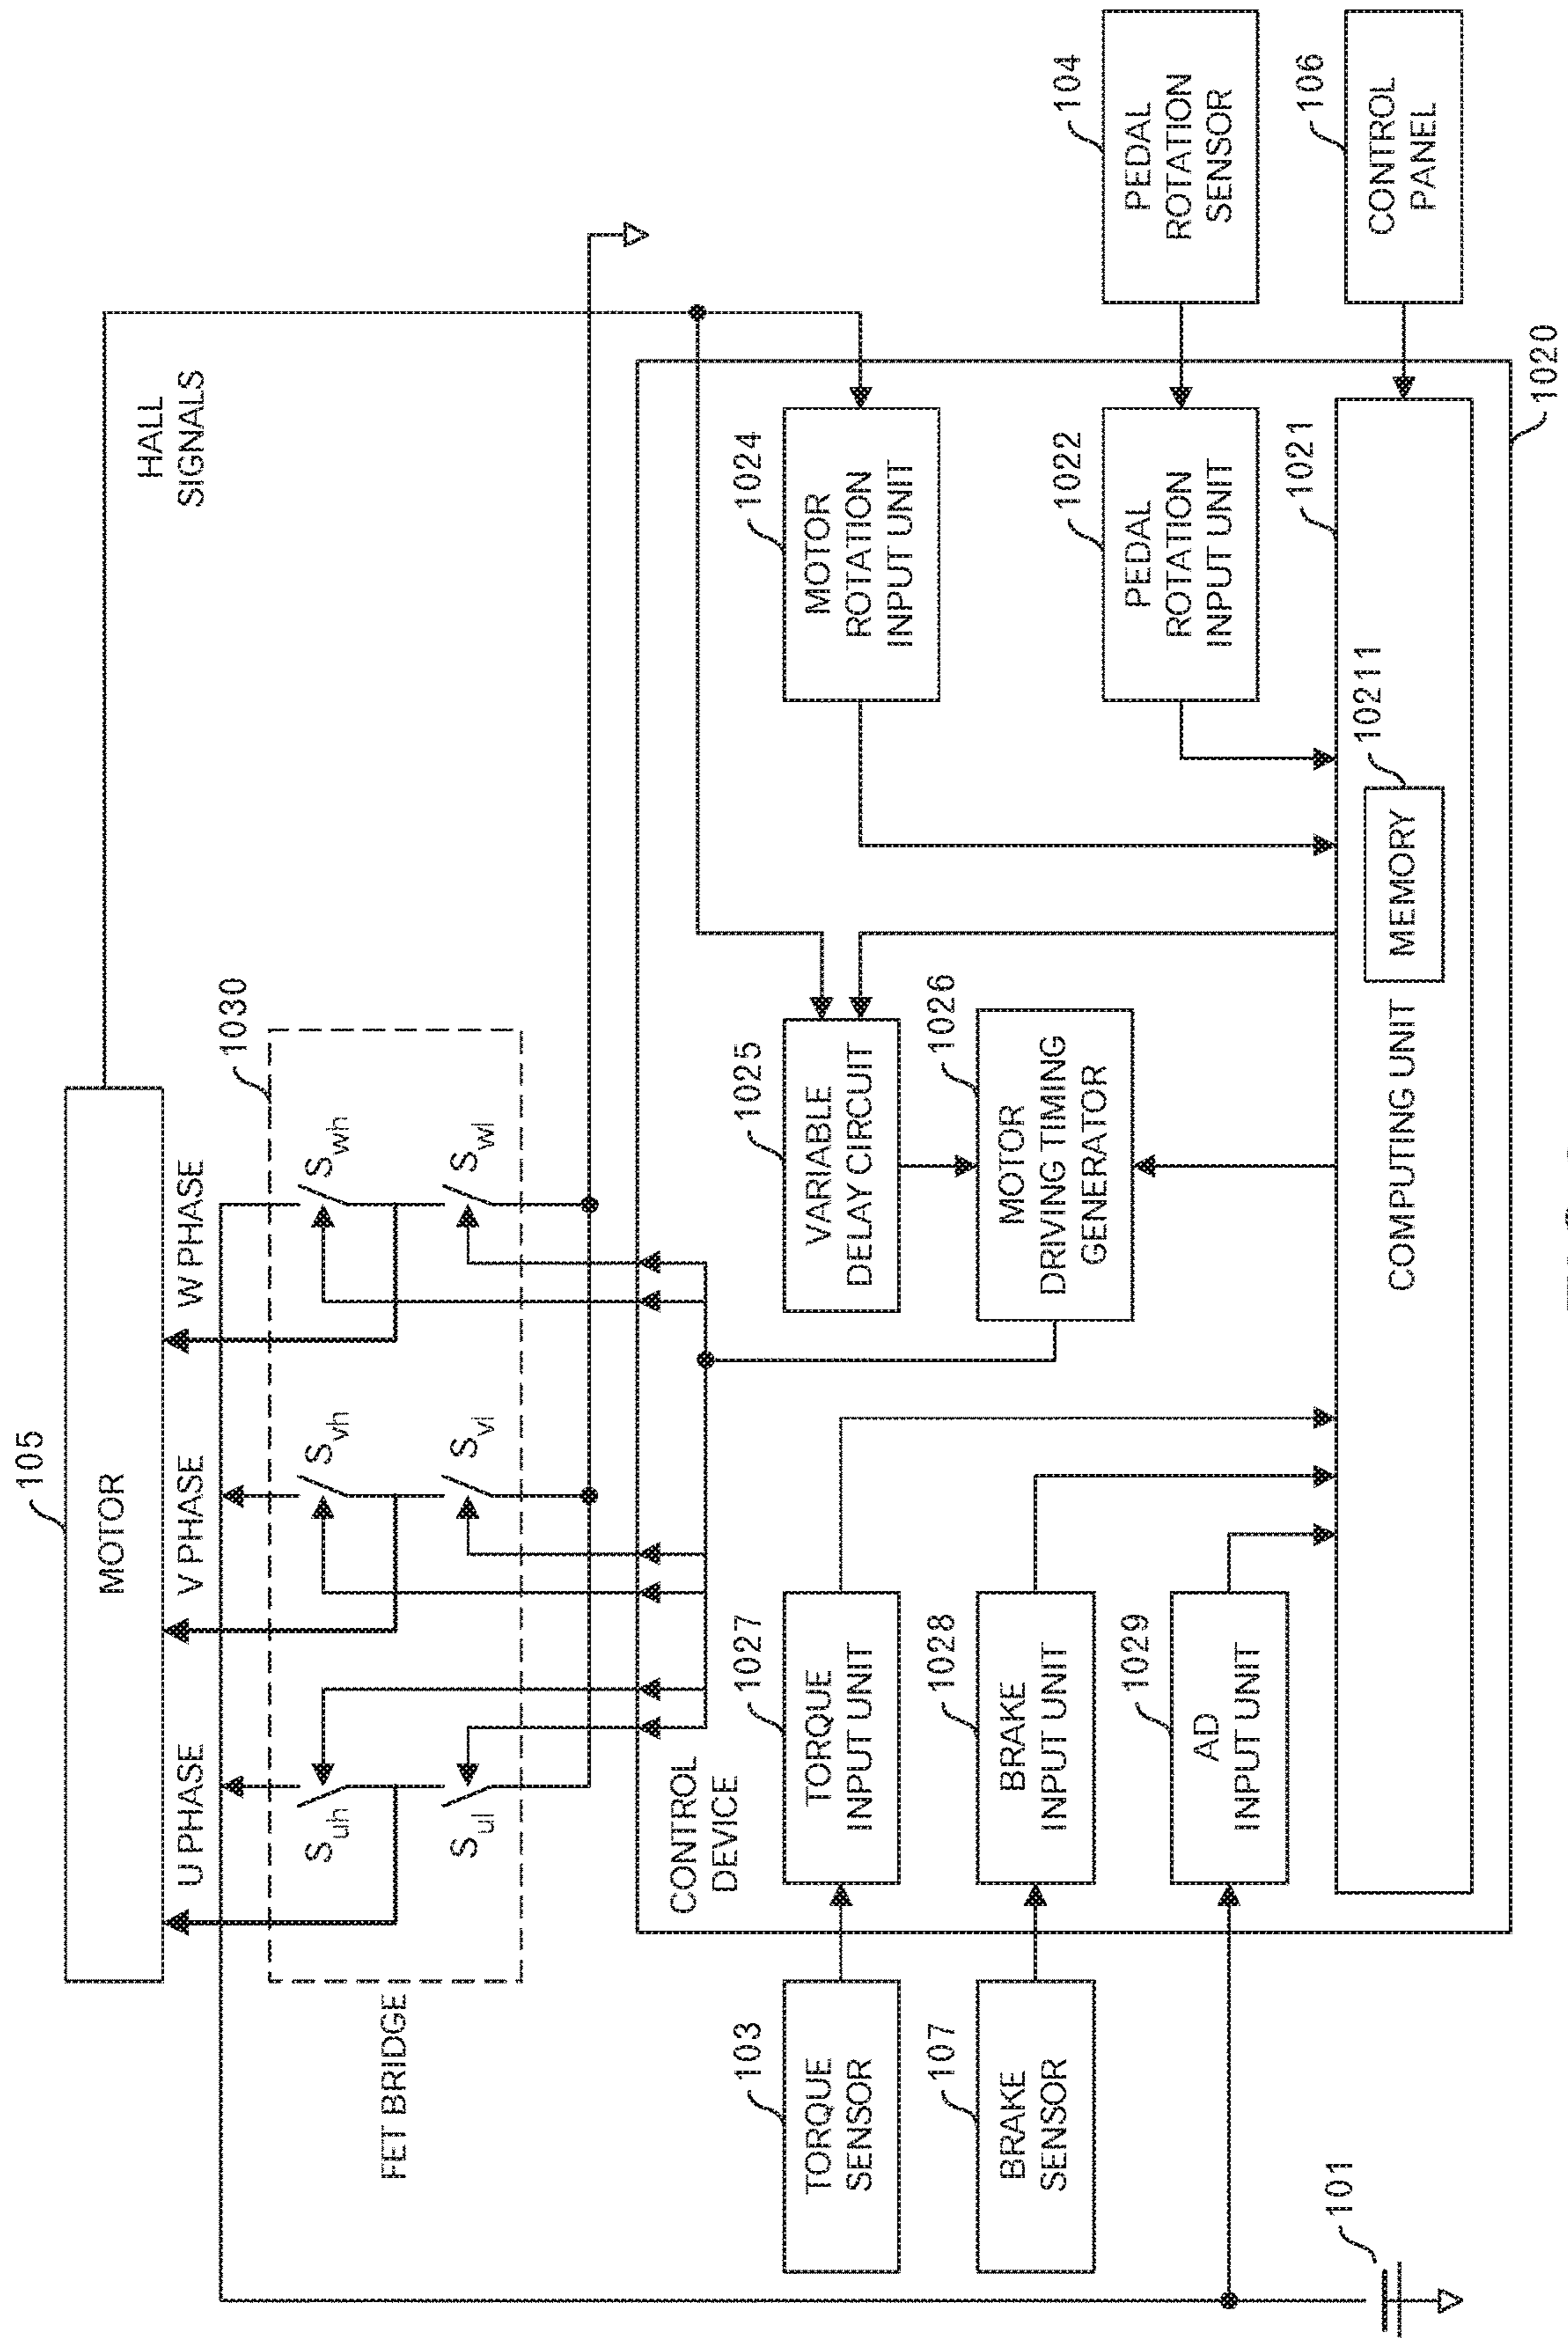 105
MOTOR
HALL
SIGNALS
U PHASE
V PHASE
W PHASE
1030
FET BRIDGE
Suh
Svh
Swh
Sul
Svl
Swl
CONTROL
DEVICE
103
TORQUE
SENSOR
1027
TORQUE
INPUT UNIT
1025
VARIABLE
DELAY CIRCUIT
1024
MOTOR
ROTATION
INPUT UNIT
107
BRAKE
SENSOR
1028
BRAKE
INPUT UNIT
1026
MOTOR
DRIVING TIMING
GENERATOR
1022
PEDAL
ROTATION
INPUT UNIT
104
PEDAL
ROTATION
SENSOR
1029
AD
INPUT UNIT
101
COMPUTING UNIT
MEMORY
10211
1021
106
CONTROL
PANEL
1020